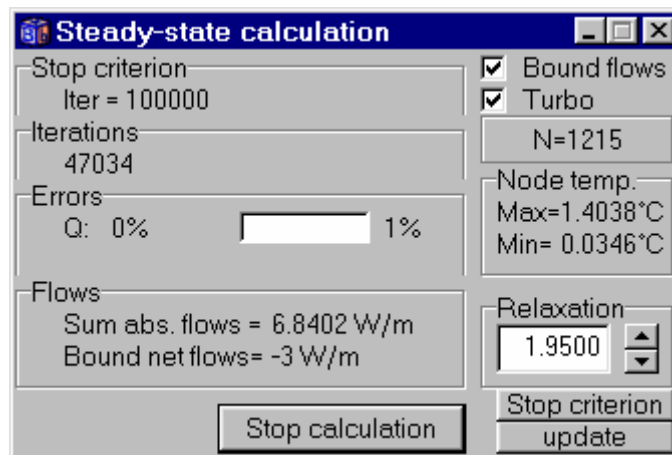 Steady-state calculation
Stop criterion
Iter = 100000
Iterations
47034
Errors
Q: 0% 1%
Flows
Sum abs. flows = 6.8402 W/m
Bound net flows= -3 W/m
Stop calculation
Bound flows
Turbo
N=1215
Node temp.
Max=1.4038°C
Min= 0.0346°C
Relaxation
1.9500
Stop criterion
update